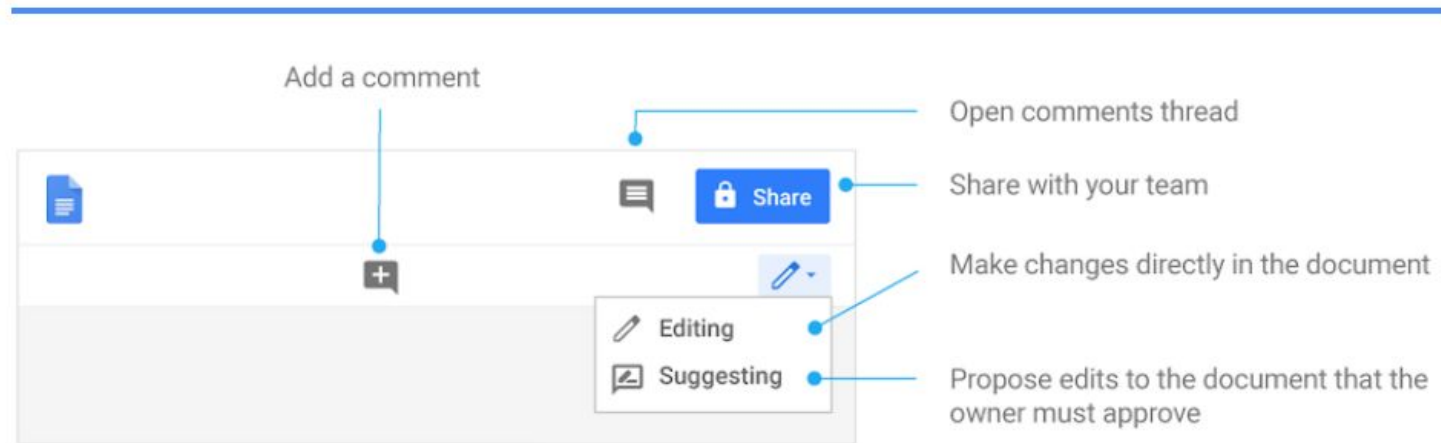 Add a comment
Open comments thread
Share
Share with your team
Make changes directly in the document
Editing
Suggesting
Propose edits to the document that the
owner must approve